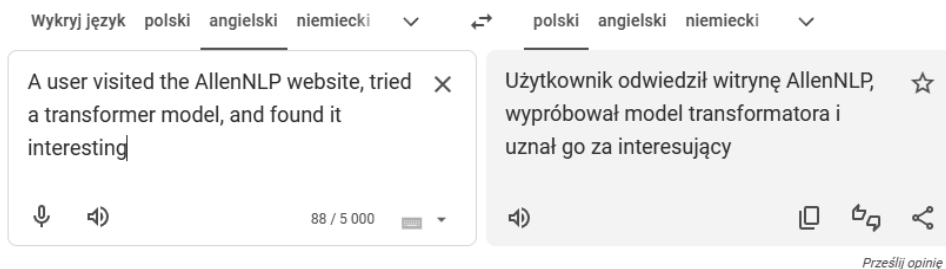 Wykryj język polski angielski niemiecki polski angielski niemiecki
A user visited the AllenNLP website, tried
a transformer model, and found it
interesting
88 / 5 000
Użytkownik odwiedził witrynę AllenNLP,
wypróbował model transformatora i
uznał go za interesujący
Prześlij opinię